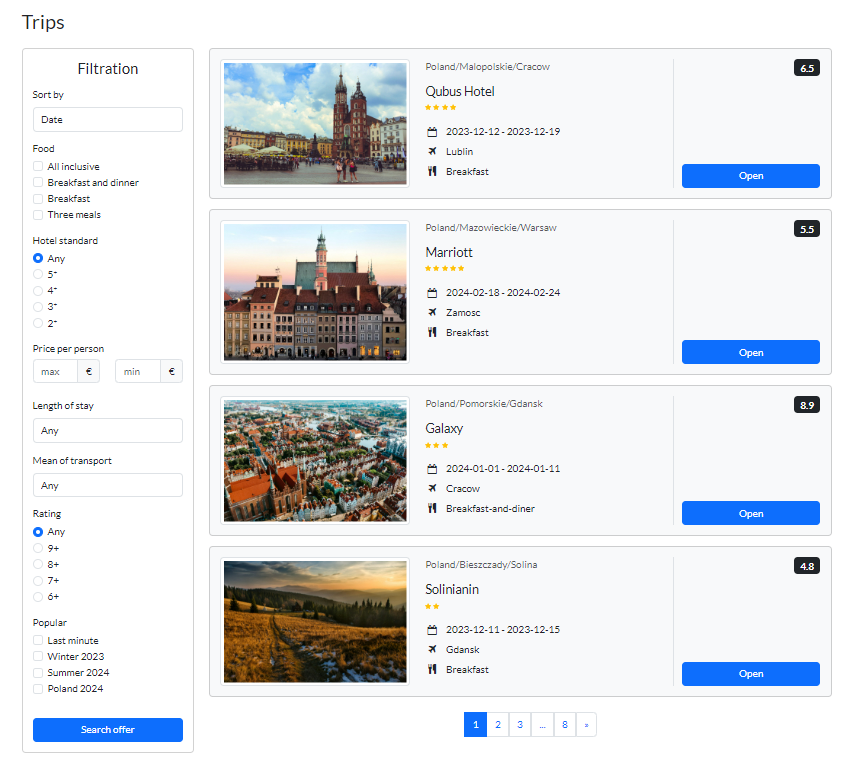 Trips
Filtration
Sort by
Date
Food
All inclusive
Breakfast and dinner
Breakfast
Three meals
Hotel standard
Any
5*
4*
3*
2*
Price per person
max € min €
Length of stay
Any
Mean of transport
Any
Rating
Any
9+
8+
7+
6+
Popular
Last minute
Winter 2023
Summer 2024
Poland 2024
Search offer
Poland/Malopolskie/Cracow
6.5
Qubus Hotel
2023-12-12 - 2023-12-19
Lublin
Breakfast
Open
Poland/Mazowieckie/Warsaw
5.5
Marriott
2024-02-18 - 2024-02-24
Zamosc
Breakfast
Open
Poland/Pomorskie/Gdansk
8.9
Galaxy
2024-01-01 - 2024-01-11
Cracow
Breakfast-and-diner
Open
Poland/Bieszczady/Solina
4.8
Solinianin
2023-12-11 - 2023-12-15
Gdansk
Breakfast
Open
1 2 3 ... 8 »